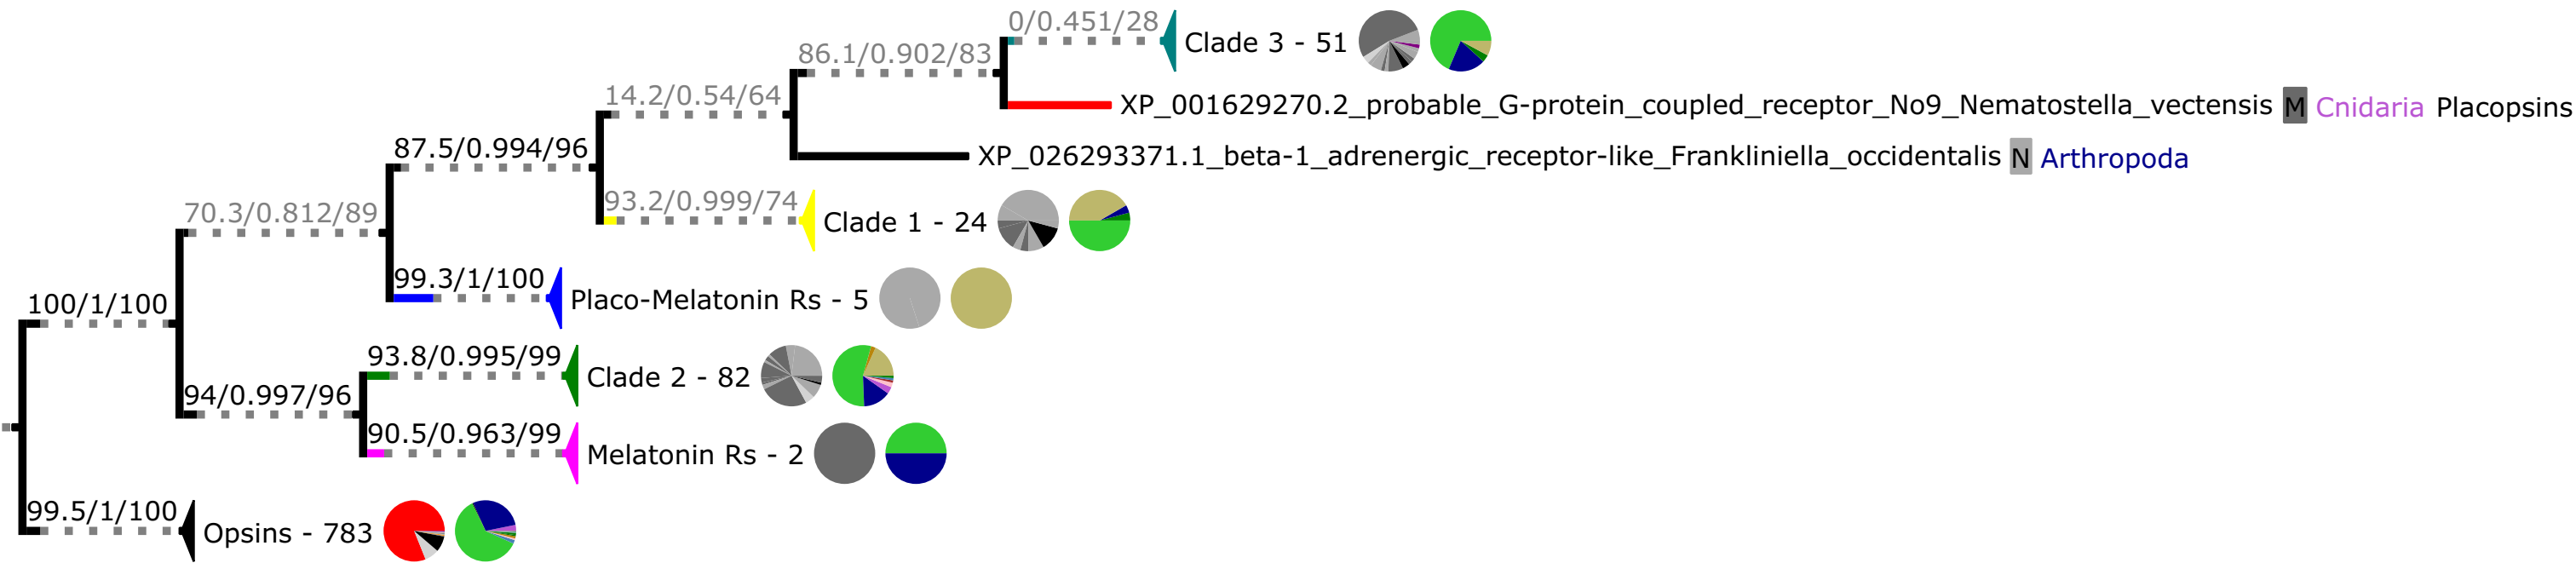 0/0.451/28
Clade 3 - 51
86.1/0.902/83
14.2/0.54/64
XP_001629270.2_probable_G-protein_coupled_receptor_No9_Nematostella_vectensis M Cnidaria Placopsins
87.5/0.994/96
XP_026293371.1_beta-1_adrenergic_receptor-like_Frankliniella_occidentalis N Arthropoda
93.2/0.999/74
Clade 1 - 24
70.3/0.812/89
99.3/1/100
Placo-Melatonin Rs - 5
100/1/100
93.8/0.995/99
Clade 2 - 82
94/0.997/96
90.5/0.963/99
Melatonin Rs - 2
99.5/1/100
Opsins - 783